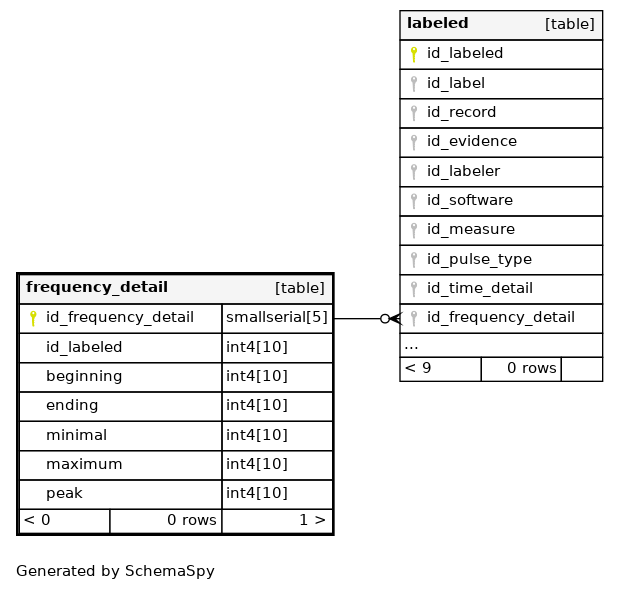 labeled [table]
id_labeled
id_label
id_record
id_evidence
id_labeler
id_software
id_measure
id_pulse_type
id_time_detail
id_frequency_detail
...
< 9 0 rows
frequency_detail [table]
id_frequency_detail smallserial[5]
id_labeled int4[10]
beginning int4[10]
ending int4[10]
minimal int4[10]
maximum int4[10]
peak int4[10]
< 0 0 rows 1 >
Generated by SchemaSpy